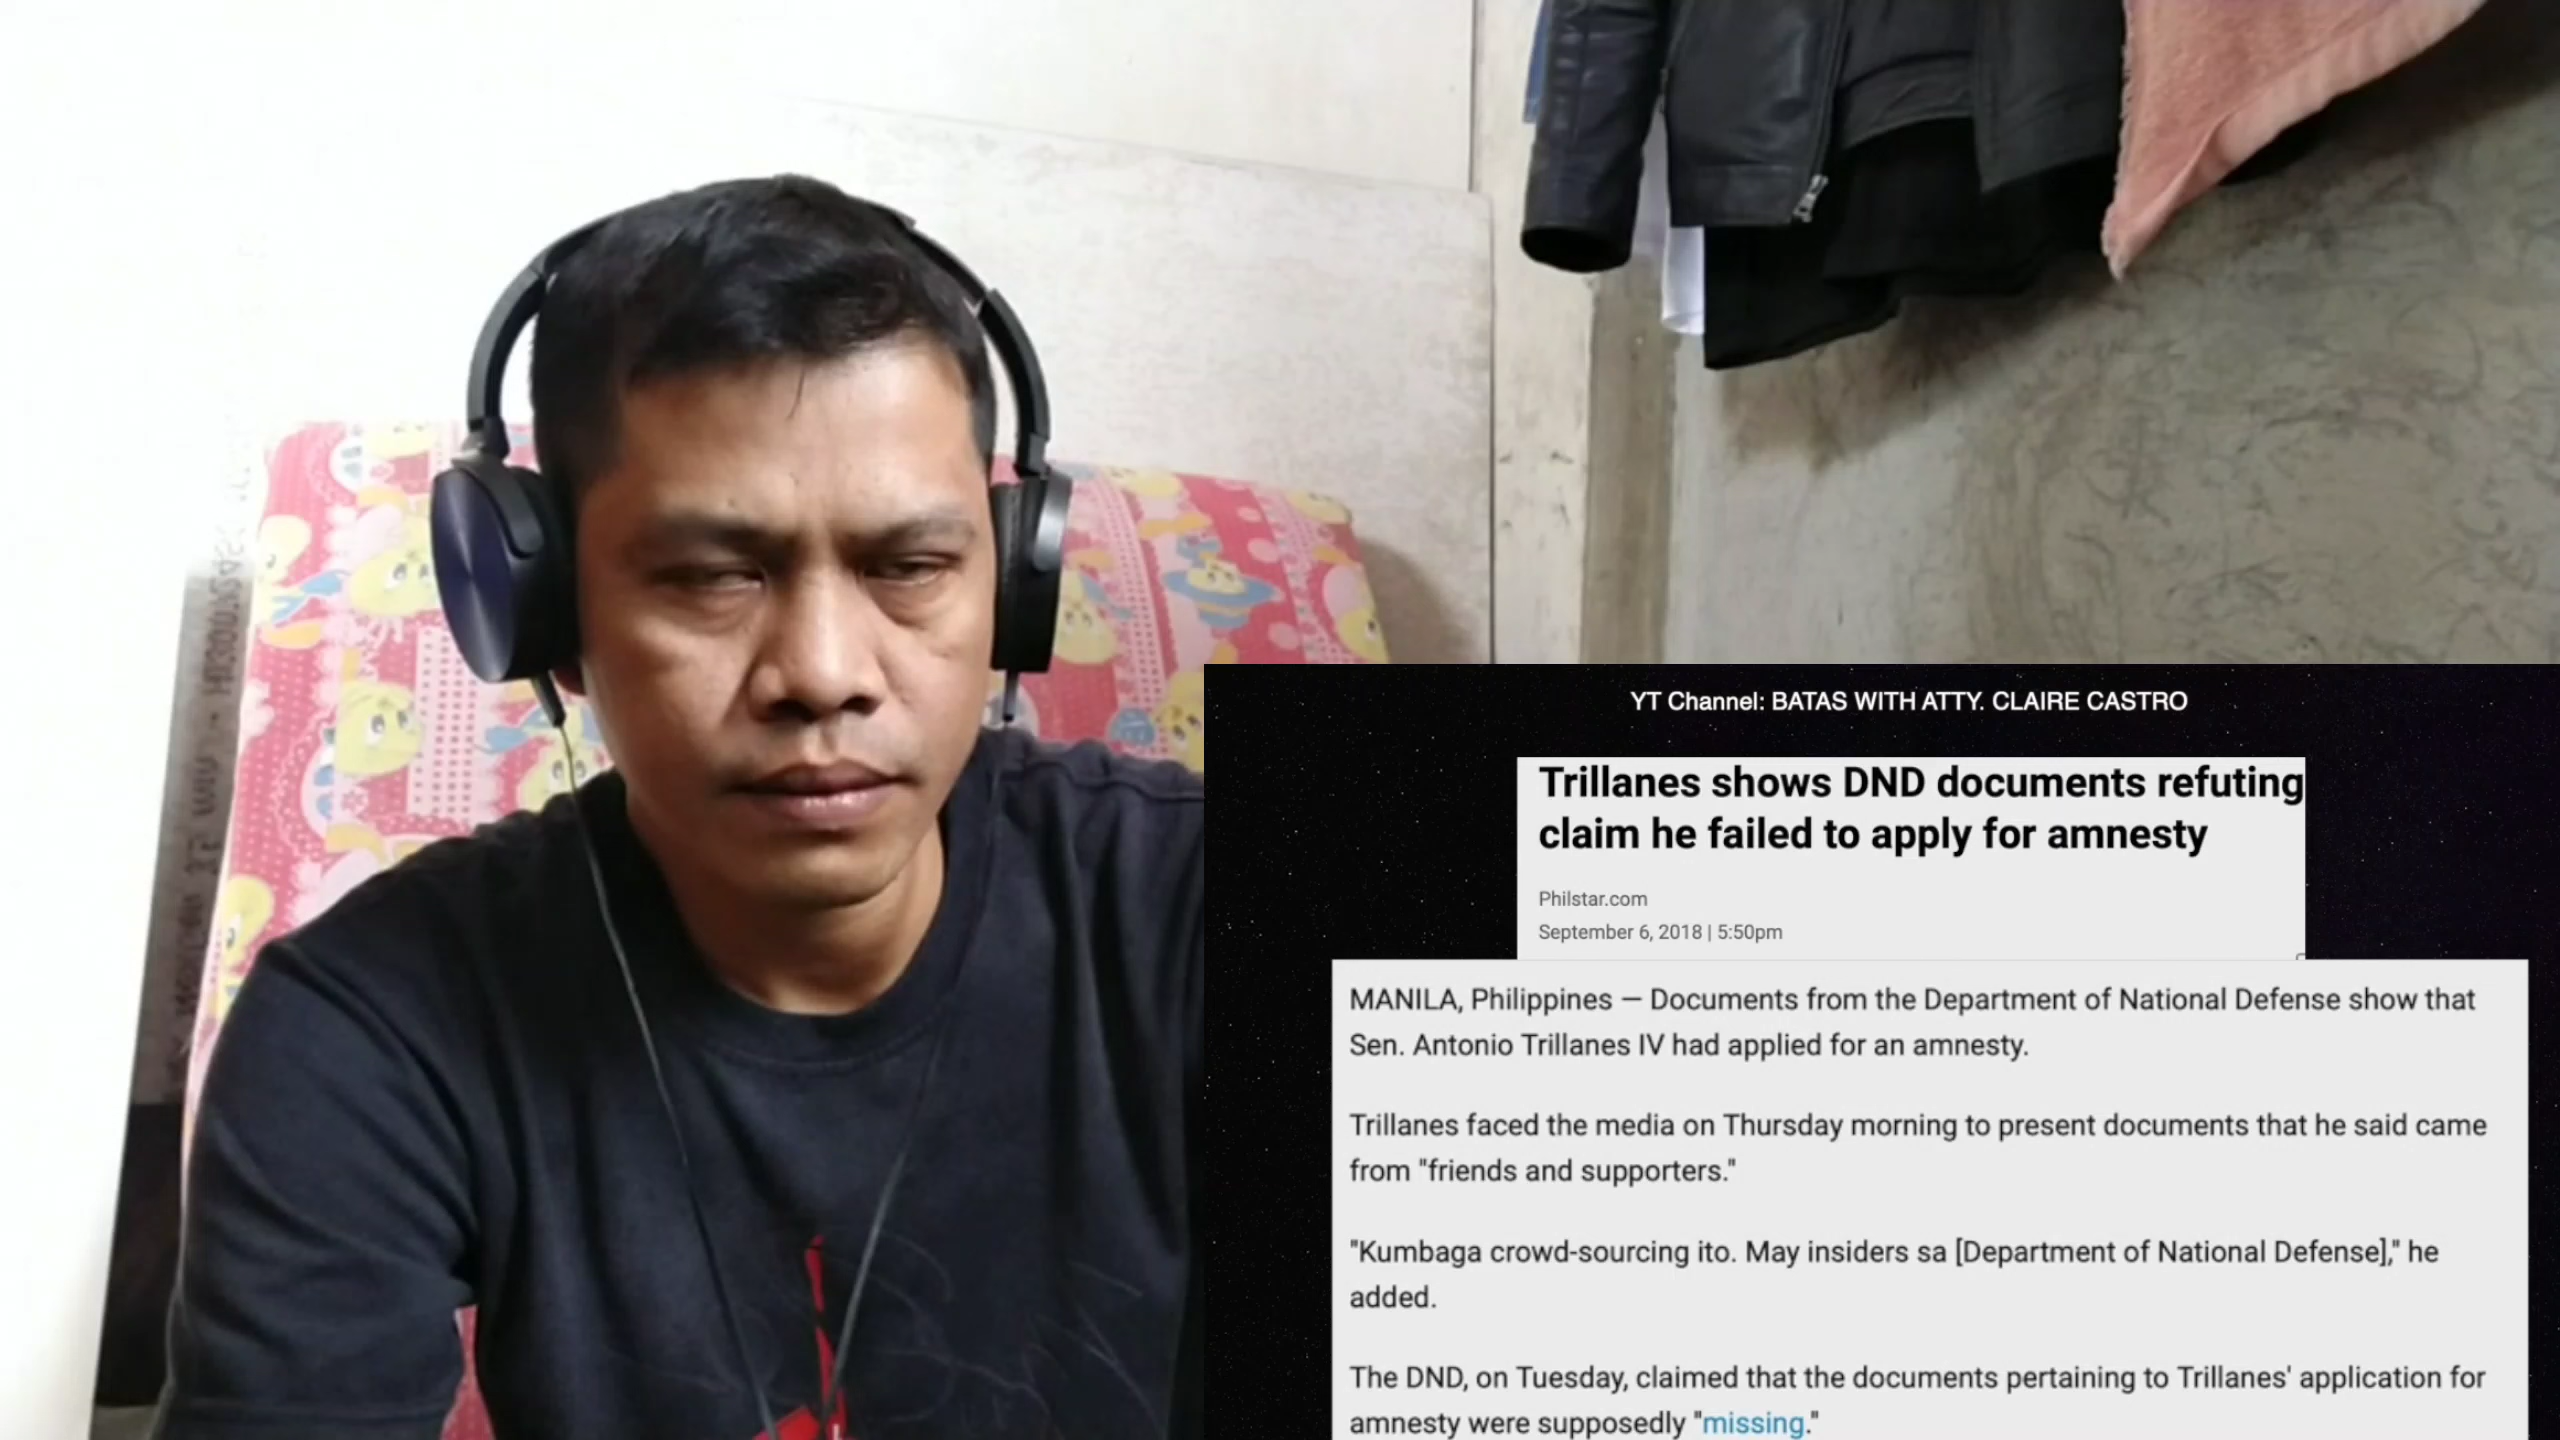 YT Channel: BATAS WITH ATTY. CLAIRE CASTRO
Trillanes shows DND documents refuting
claim he failed to apply for amnesty
Philstar.com
September 6, 2018 | 5:50pm
MANILA, Philippines — Documents from the Department of National Defense show that
Sen. Antonio Trillanes IV had applied for an amnesty.
Trillanes faced the media on Thursday morning to present documents that he said came
from "friends and supporters."
"Kumbaga crowd-sourcing ito. May insiders sa [Department of National Defense]," he
added.
The DND, on Tuesday, claimed that the documents pertaining to Trillanes' application for
amnesty were supposedly "missing."